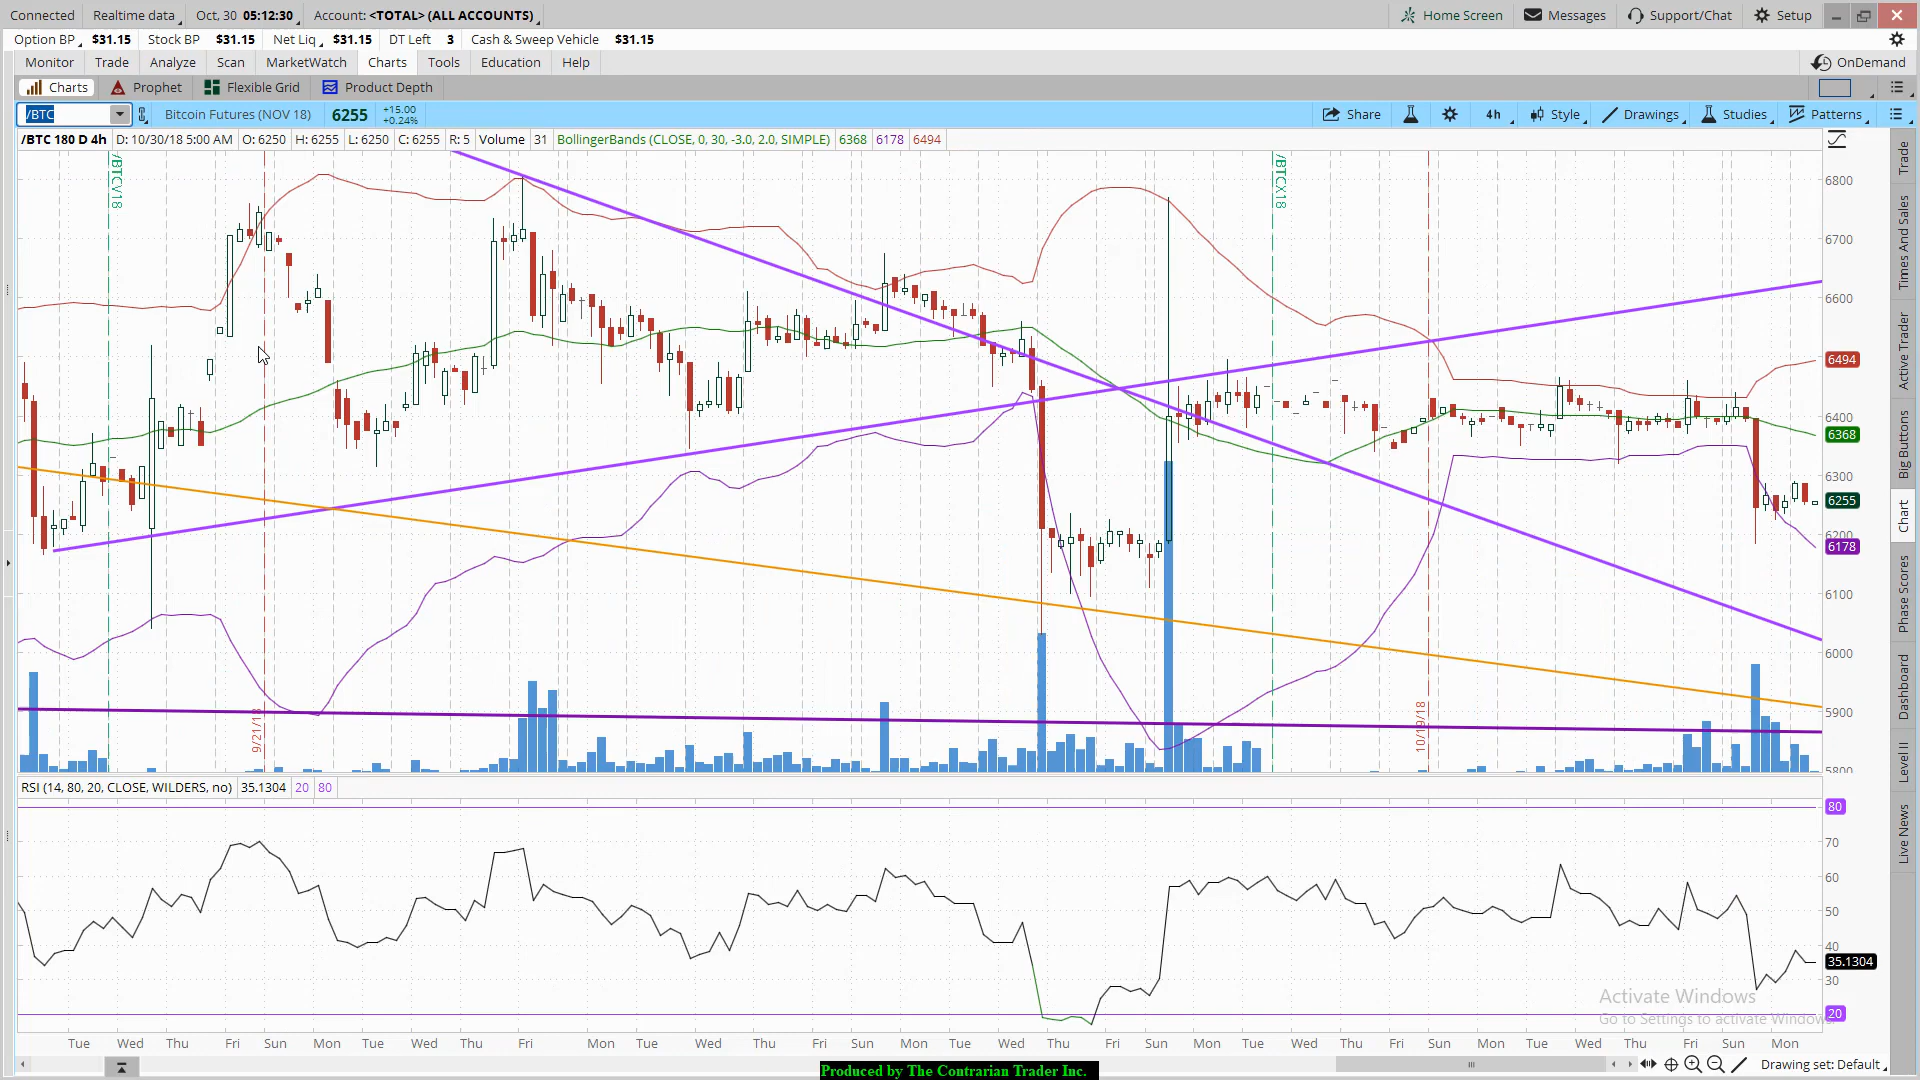 Connected Realtime data Oct, 30 05:12:30 Account: <TOTAL> (ALL ACCOUNTS) Home Screen Messages Support/Chat Setup
Option BP $31.15 Stock BP $31.15 Net Liq $31.15 DT Left 3 Cash & Sweep Vehicle $31.15
Monitor Trade Analyze Scan MarketWatch Charts Tools Education Help OnDemand
Charts Prophet Flexible Grid Product Depth
/BTC Bitcoin Futures (NOV 18) 6255 +15.00 +0.24% Share 4h Style Drawings Studies Patterns
/BTC 180 D 4h D: 10/30/18 5:00 AM O: 6250 H: 6255 L: 6250 C: 6255 R: 5 Volume 31 BollingerBands (CLOSE, 0, 30, -3.0, 2.0, SIMPLE) 6368 6178 6494
/BTCV18
/BTCX18
9/21/18
6800
6700
6600
6494
6400
6368
6300
6255
6200
6178
6100
6000
5900
5800
RSI (14, 80, 20, CLOSE, WILDERS, no) 35.1304 20 80
80
70
60
50
40
35.1304
30
20
Activate Windows
Go to Settings to activate Windows.
Tue Wed Thu Fri Sun Mon Tue Wed Thu Fri Mon Tue Wed Thu Fri Sun Mon Tue Wed Thu Fri Sun Mon Tue Wed Thu Fri Sun Mon Tue Wed Thu Fri Sun Mon
Drawing set: Default
Produced by The Contrarian Trader Inc.
Trade
Times And Sales
Active Trader
Big Buttons
Chart
Phase Scores
Dashboard
Level II
Live News